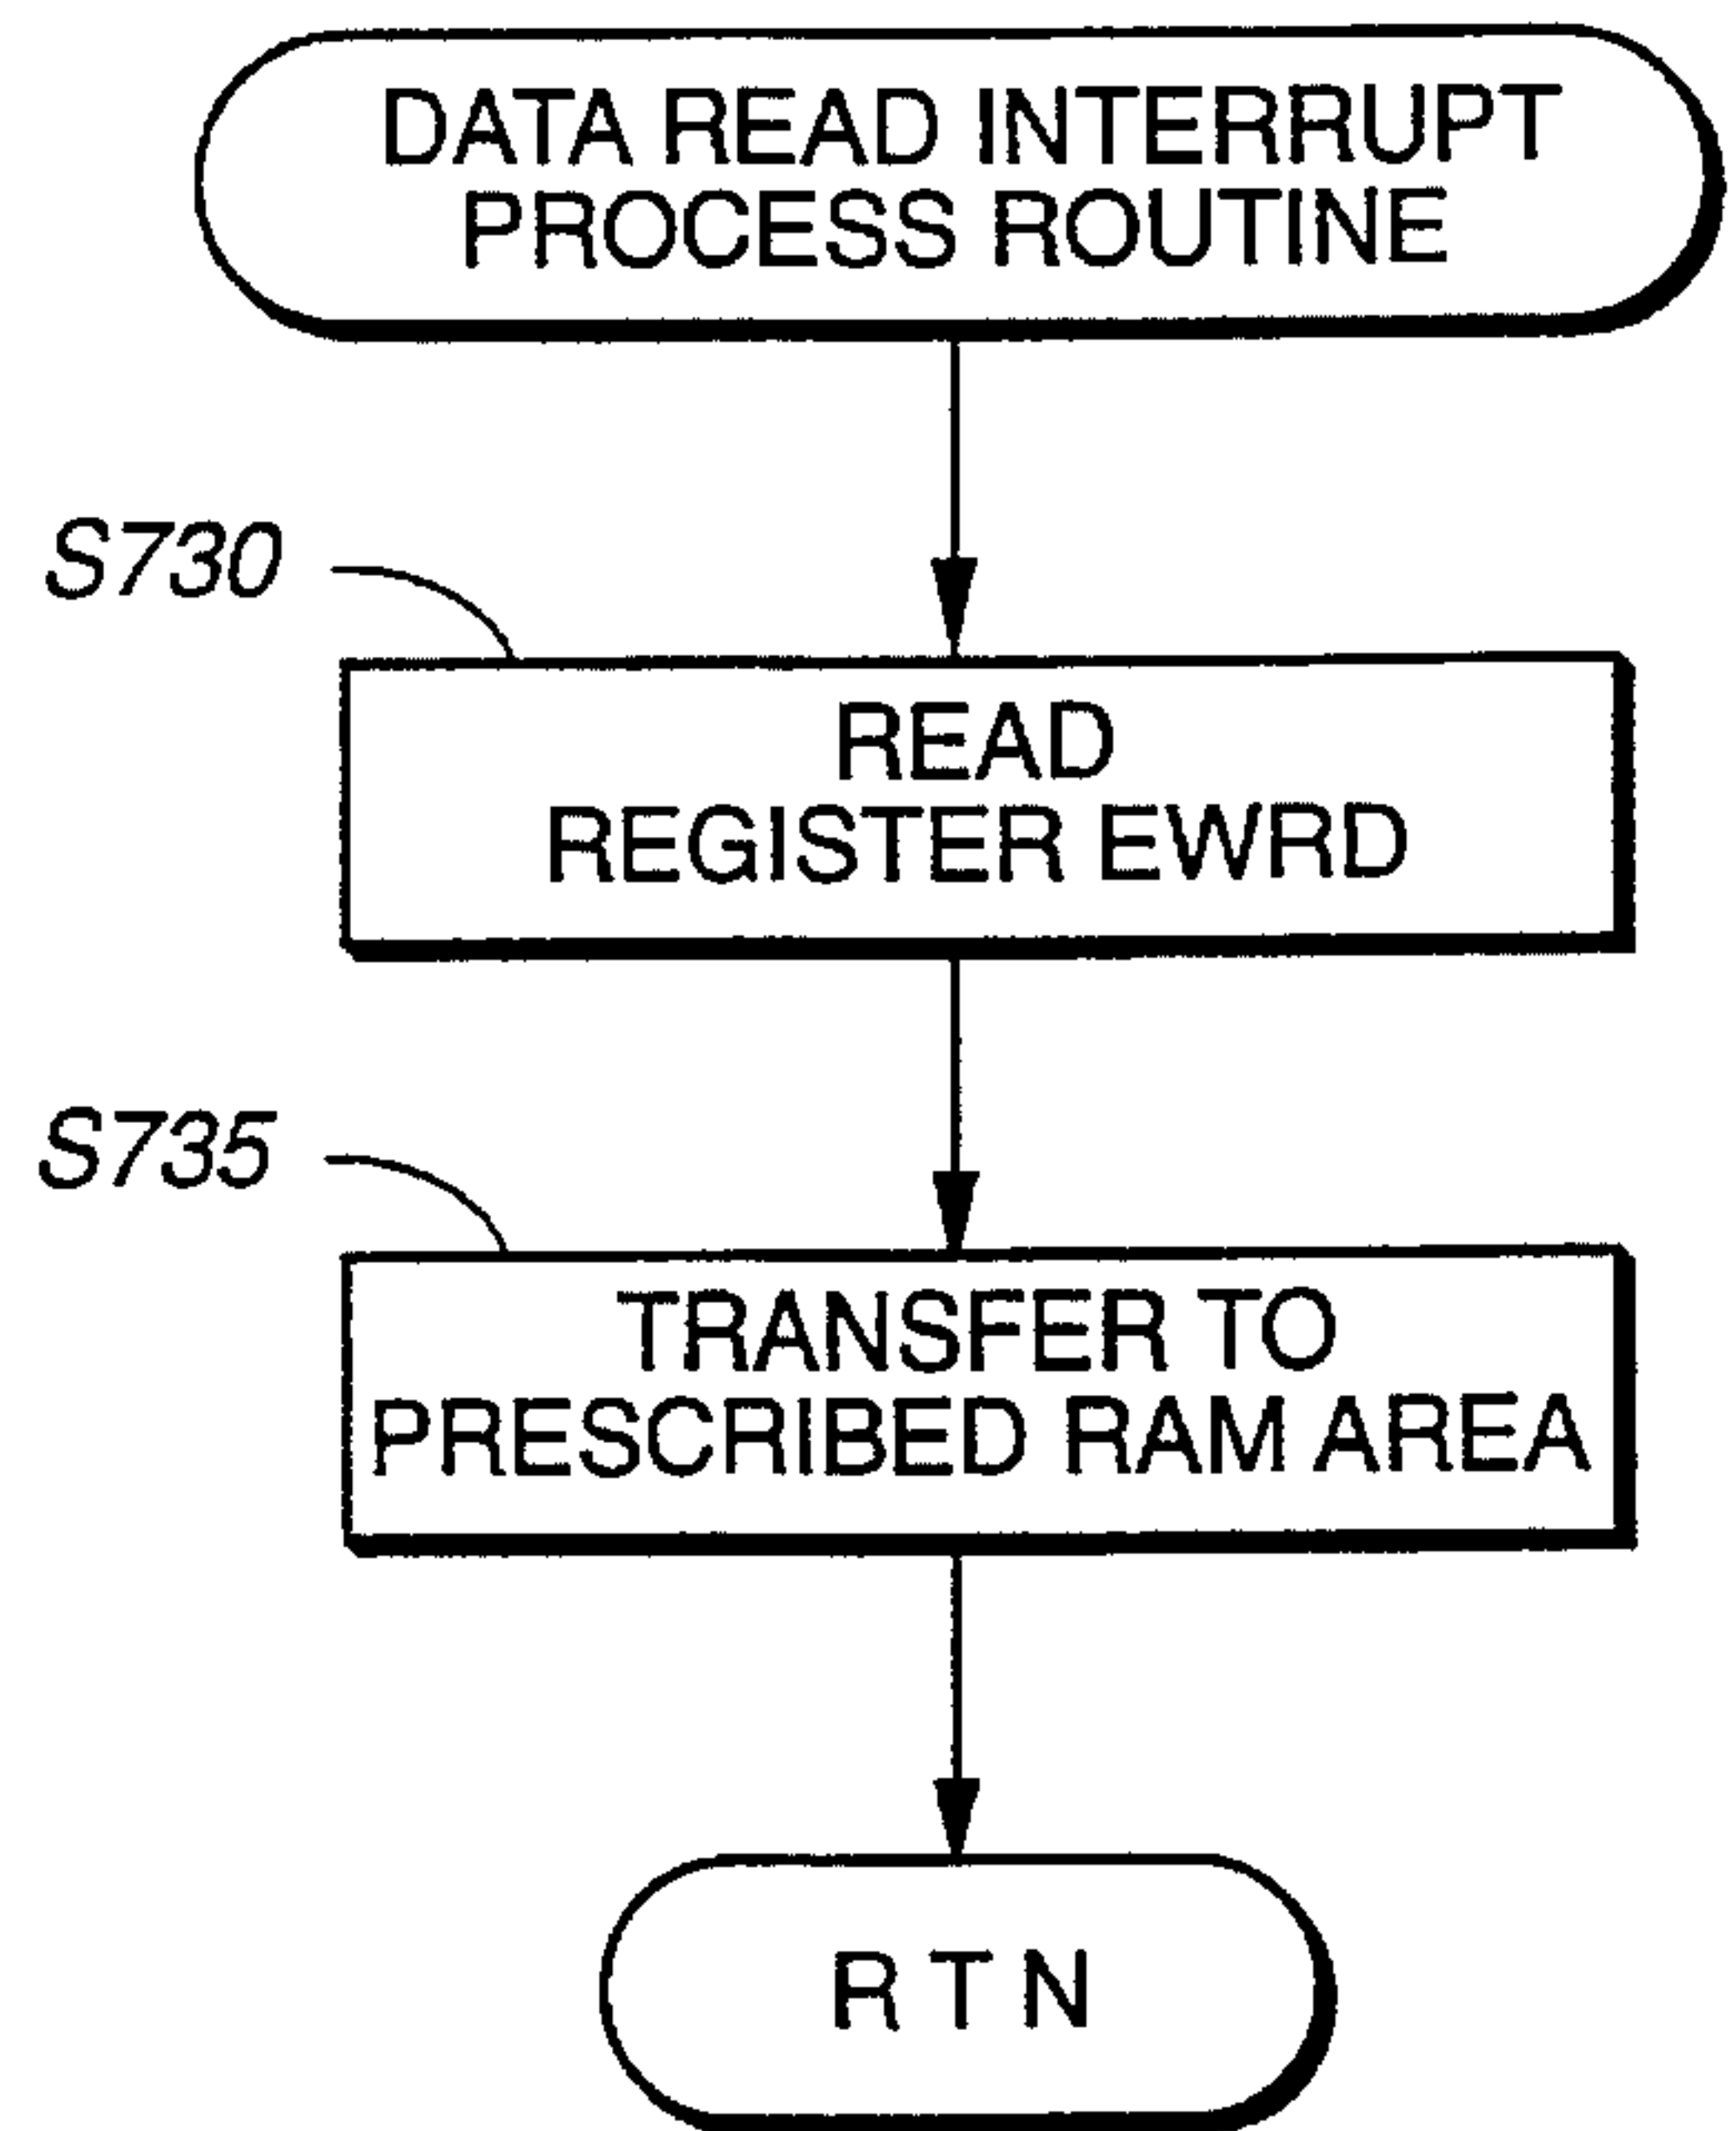 DATA READ INTERRUPT
PROCESS ROUTINE
S730
READ
REGISTER EWRD
S735
TRANSFER TO
PRESCRIBED RAM AREA
RTN